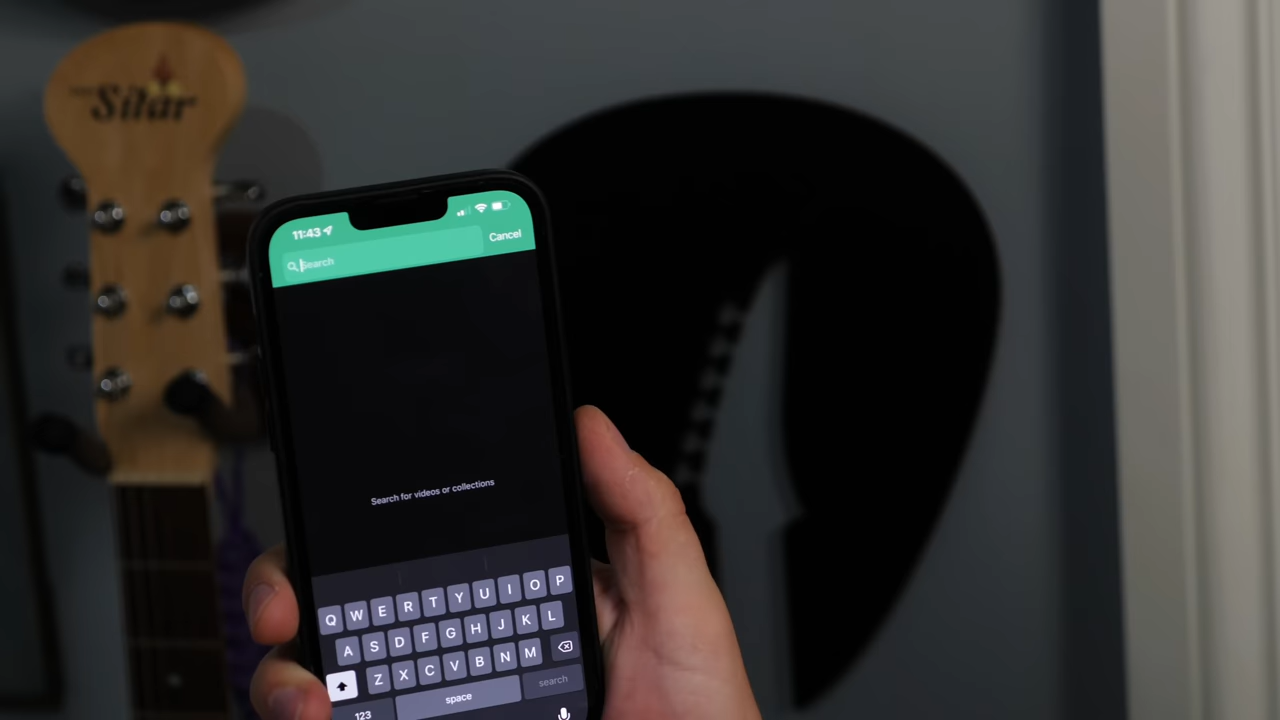 Sitar
11:43
Search
Cancel
Search for videos or collections
Q W E R T Y U I O P
A S D F G H J K L
Z X C V B N M
123
space
search